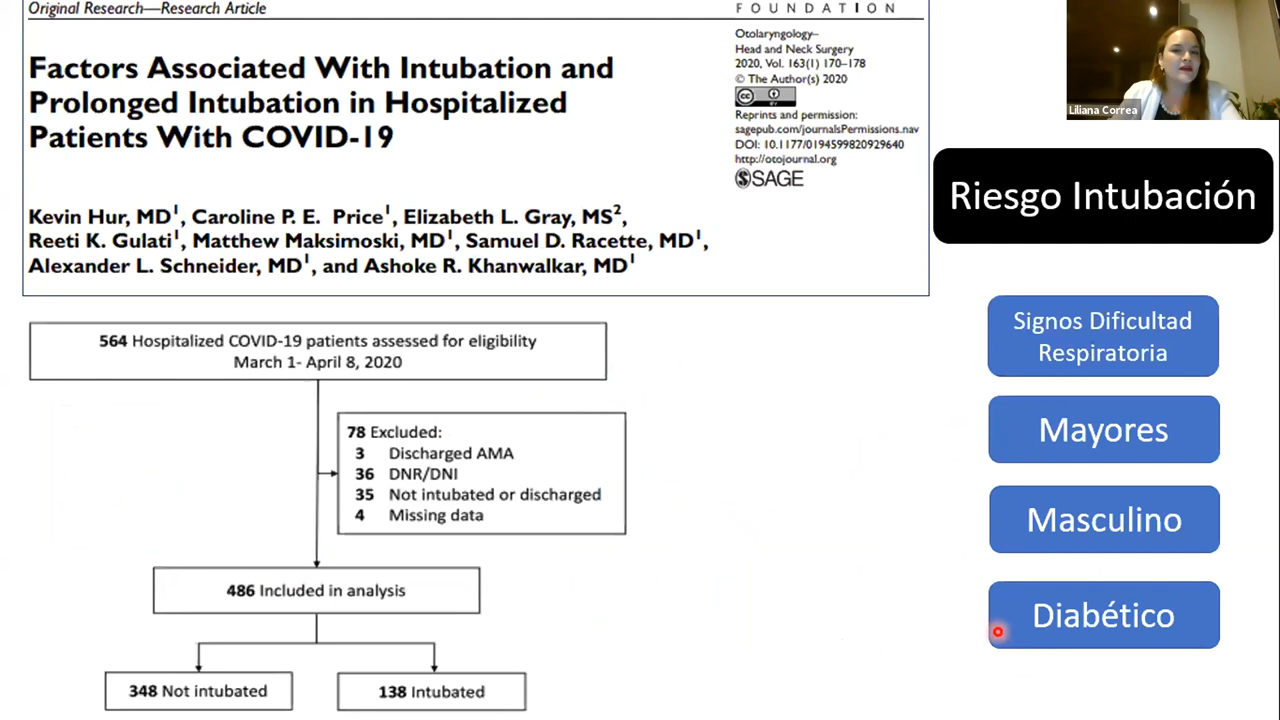 Original Research—Research Article
FOUNDATION
Factors Associated With Intubation and
Prolonged Intubation in Hospitalized
Patients With COVID-19
Otolaryngology–
Head and Neck Surgery
2020, Vol. 163(1) 170–178
© The Author(s) 2020
cc
BY
Reprints and permission:
sagepub.com/journalsPermissions.nav
DOI: 10.1177/0194599820929640
http://otojournal.org
SAGE
Kevin Hur, MD1, Caroline P. E. Price1, Elizabeth L. Gray, MS2,
Reeti K. Gulati1, Matthew Maksimoski, MD1, Samuel D. Racette, MD1,
Alexander L. Schneider, MD1, and Ashoke R. Khanwalkar, MD1
564 Hospitalized COVID-19 patients assessed for eligibility
March 1- April 8, 2020
78 Excluded:
3 Discharged AMA
36 DNR/DNI
35 Not intubated or discharged
4 Missing data
486 Included in analysis
348 Not intubated
138 Intubated
Liliana Correa
Riesgo Intubación
Signos Dificultad
Respiratoria
Mayores
Masculino
Diabético